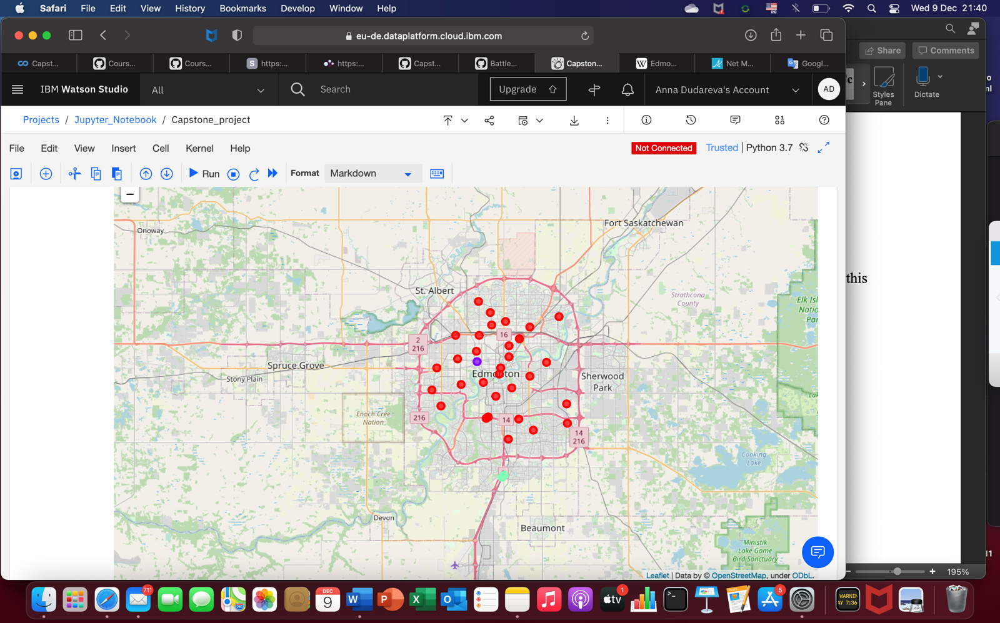 Safari File Edit View History Bookmarks Develop Window Help Wed 9 Dec 21:40
eu-de.dataplatform.cloud.ibm.com
Share Comments
Capst... Cours... Cours... S https:... https:... Capst... Battle... Capston... W Edmo... Net M... Googl...
IBM Watson Studio All Search Upgrade Anna Dudareva's Account AD
Styles
Pane
Dictate
Projects / Jupyter_Notebook / Capstone_project
File Edit View Insert Cell Kernel Help Not Connected Trusted | Python 3.7
Run Format Markdown
−
Onoway
Fort Saskatchewan
St. Albert
Strathcona
County
Elk Isl
Natio
Par
this
16
2
216
Spruce Grove
Stony Plain
Edmonton
Sherwood
Park
Lak
Enoch Cree
Nation
216
14
14
216
Cooking
Lake
Devon
Beaumont
Ministik
Lake Game
Bird Sanctuary
Leaflet | Data by © OpenStreetMap, under ODbL.
195%
711
DEC
9
W P X O
tv
1
5
WARNIN
AY 7:36